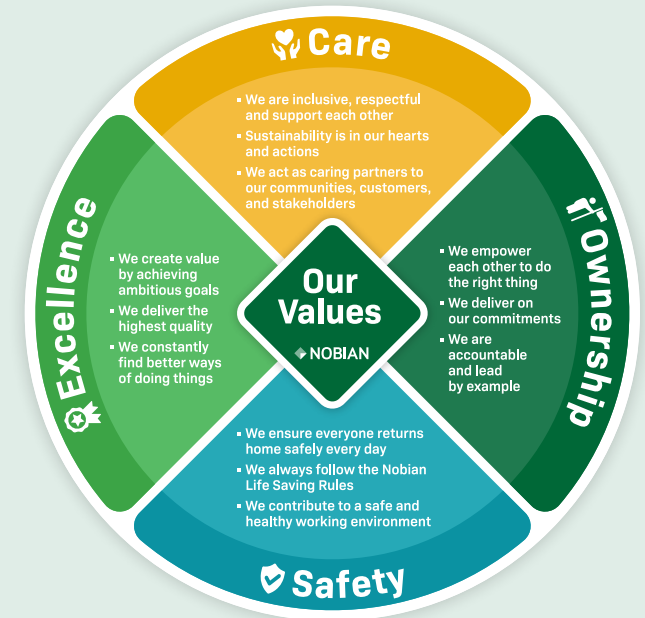 Care
▪ We are inclusive, respectful
and support each other
▪ Sustainability is in our hearts
and actions
▪ We act as caring partners to
our communities, customers,
and stakeholders
Excellence
▪ We create value
by achieving
ambitious goals
▪ We deliver the
highest quality
▪ We constantly
find better ways
of doing things
Our
Values
NOBIAN
Ownership
▪ We empower
each other to do
the right thing
▪ We deliver on
our commitments
▪ We are
accountable
and lead
by example
▪ We ensure everyone returns
home safely every day
▪ We always follow the Nobian
Life Saving Rules
▪ We contribute to a safe and
healthy working environment
Safety